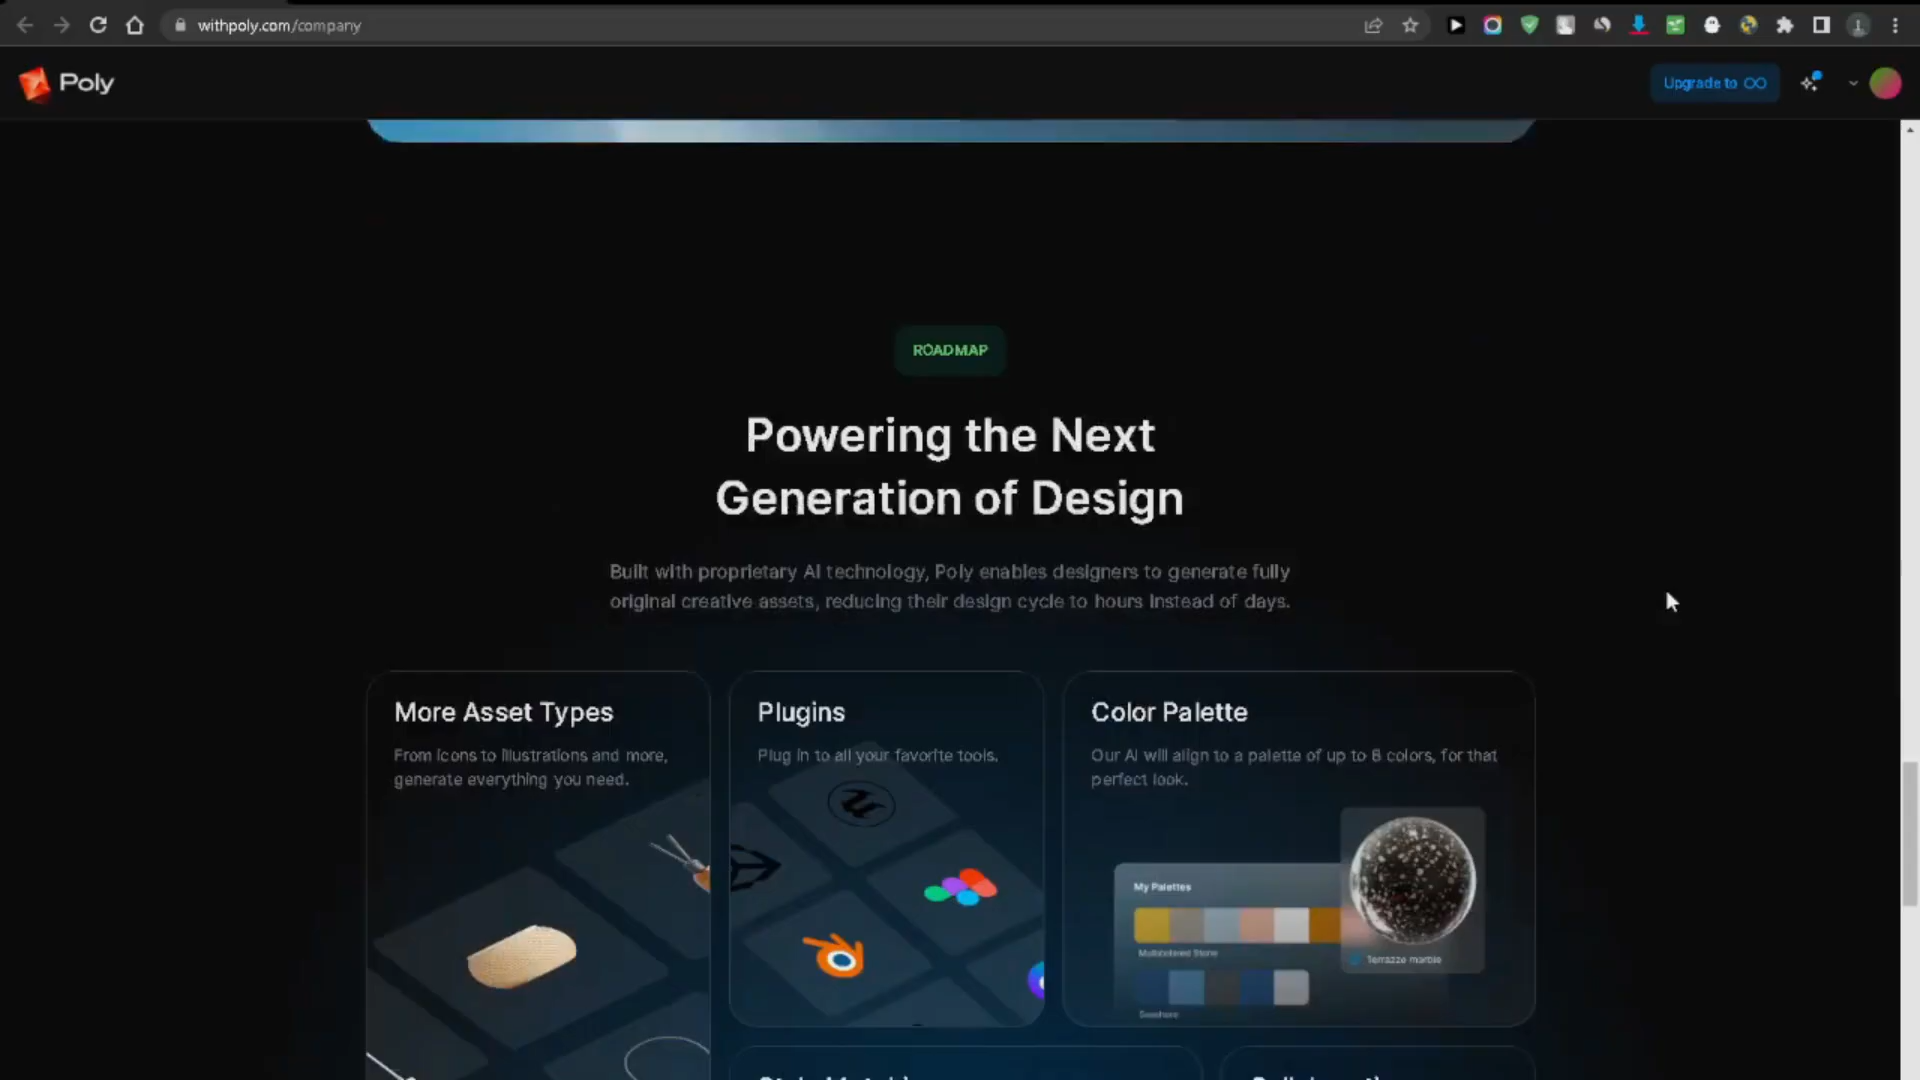 withpoly.com/company
Poly
Upgrade to
ROADMAP
Powering the Next
Generation of Design
Built with proprietary AI technology, Poly enables designers to generate fully
original creative assets, reducing their design cycle to hours instead of days.
More Asset Types
From icons to illustrations and more,
generate everything you need.
Plugins
Plug in to all your favorite tools.
Color Palette
Our AI will align to a palette of up to 6 colors, for that
perfect look.
My Palettes
Multicolored Stone
Terrazzo marble
Seashore